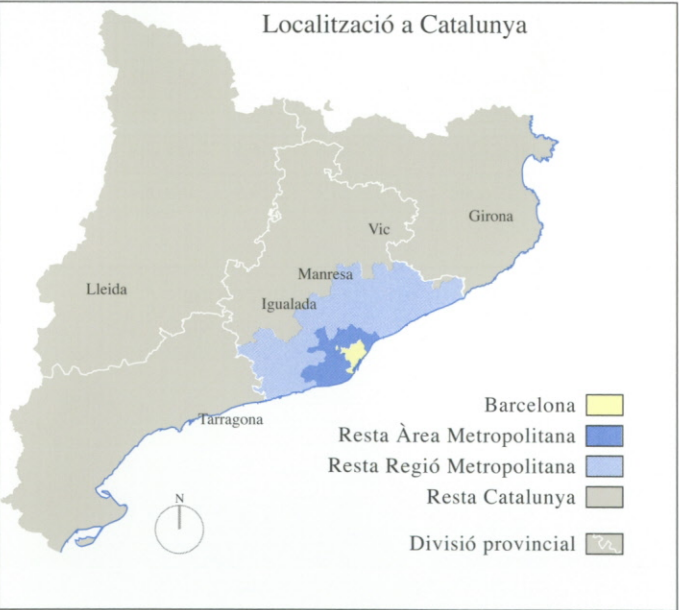 Localització a Catalunya
Girona
Vic
Manresa
Lleida
Igualada
Tarragona
Barcelona
Resta Àrea Metropolitana
Resta Regió Metropolitana
Resta Catalunya
N
Divisió provincial